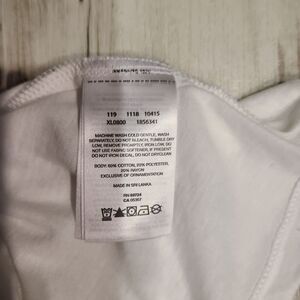 119 1118 10415
XL0800 1856341
MACHINE WASH COLD GENTLE, WASH
SEPARATELY, DO NOT BLEACH, TUMBLE DRY
LOW, REMOVE PROMPTLY, IRON LOW, DO NOT
USE FABRIC SOFTENER, IF PRESENT. DO NOT
IRON DECAL/PRINT, DO NOT DRYCLEAN
BODY: 60% COTTON, 20% POLYESTER,
20% RAYON
EXCLUSIVE OF ORNAMENTATION
MADE IN SRI LANKA
CA 05307